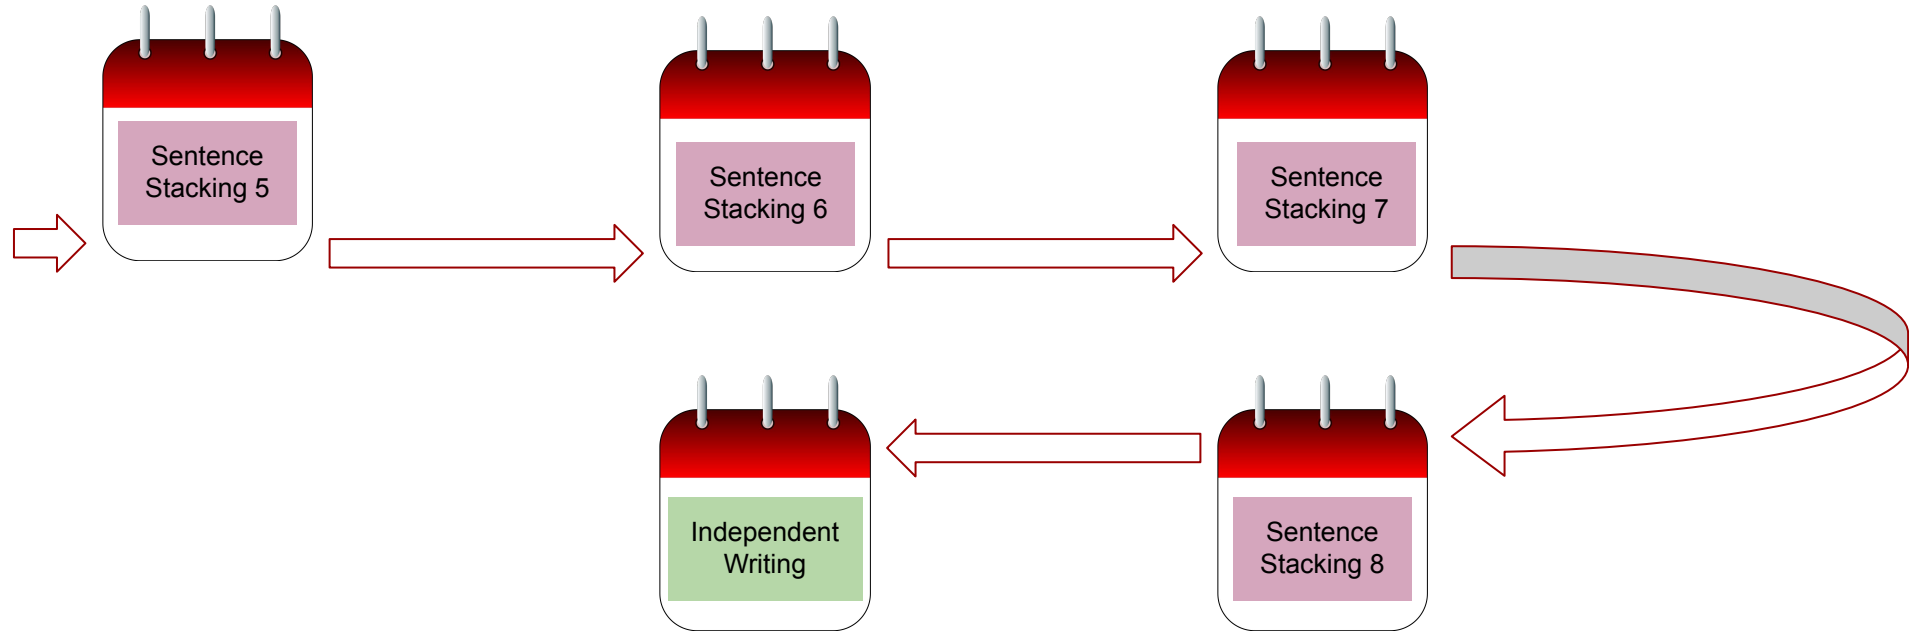 Sentence
Stacking 5
Sentence
Stacking 6
Sentence
Stacking 7
Sentence
Stacking 8
Independent
Writing